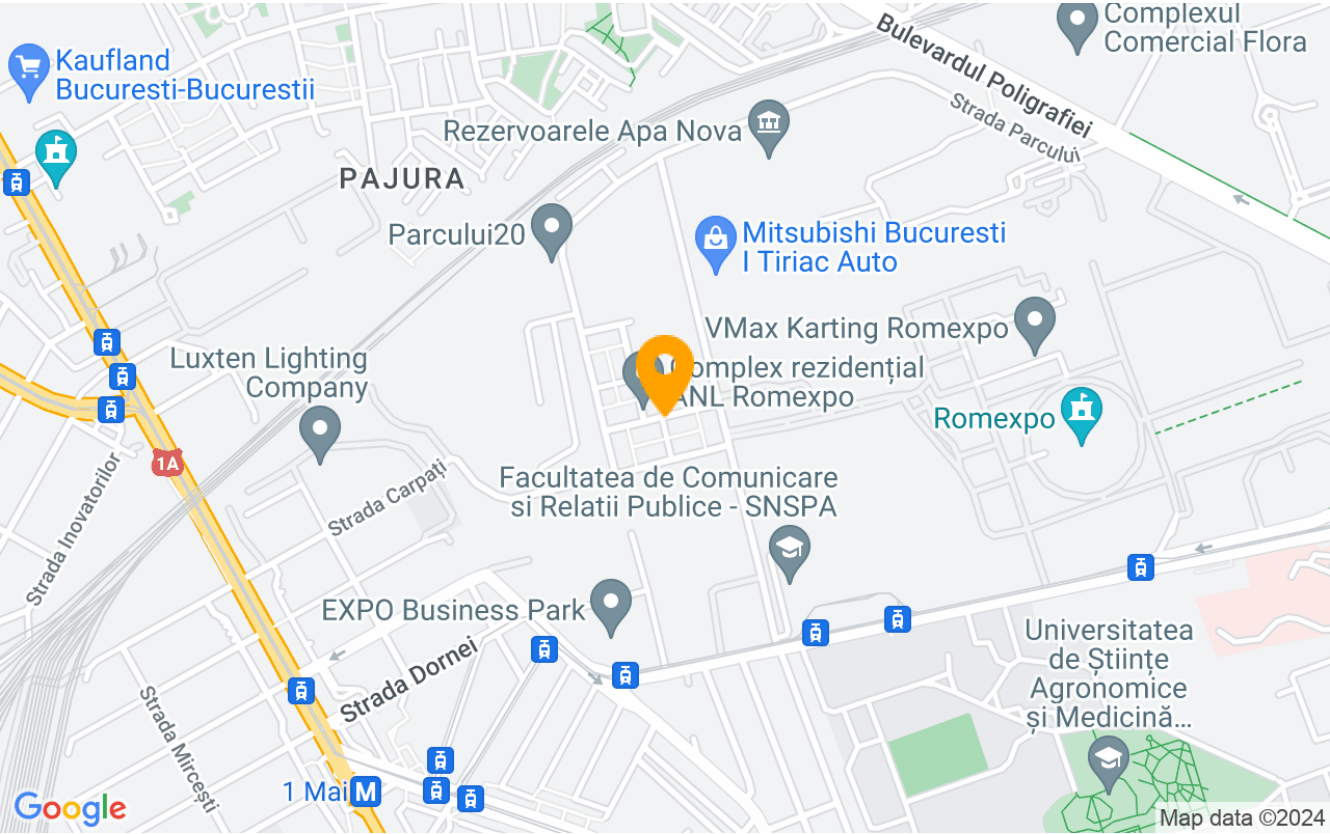 Complexul
Comercial Flora
Bulevardul Poligrafiei
Kaufland
Bucuresti-Bucurestii
Strada Parcului
Rezervoarele Apa Nova
PAJURA
Parcului20
Mitsubishi Bucuresti
I Tiriac Auto
VMax Karting Romexpo
Luxten Lighting
Company
omplex rezidențial
ANL Romexpo
Romexpo
1A
Strada Carpați
Facultatea de Comunicare
si Relatii Publice - SNSPA
Strada Inovatorilor
EXPO Business Park
Universitatea
de Științe
Agronomice
și Medicină...
Strada Dornei
Strada Mircești
1 Mai M
Google
Map data ©2024